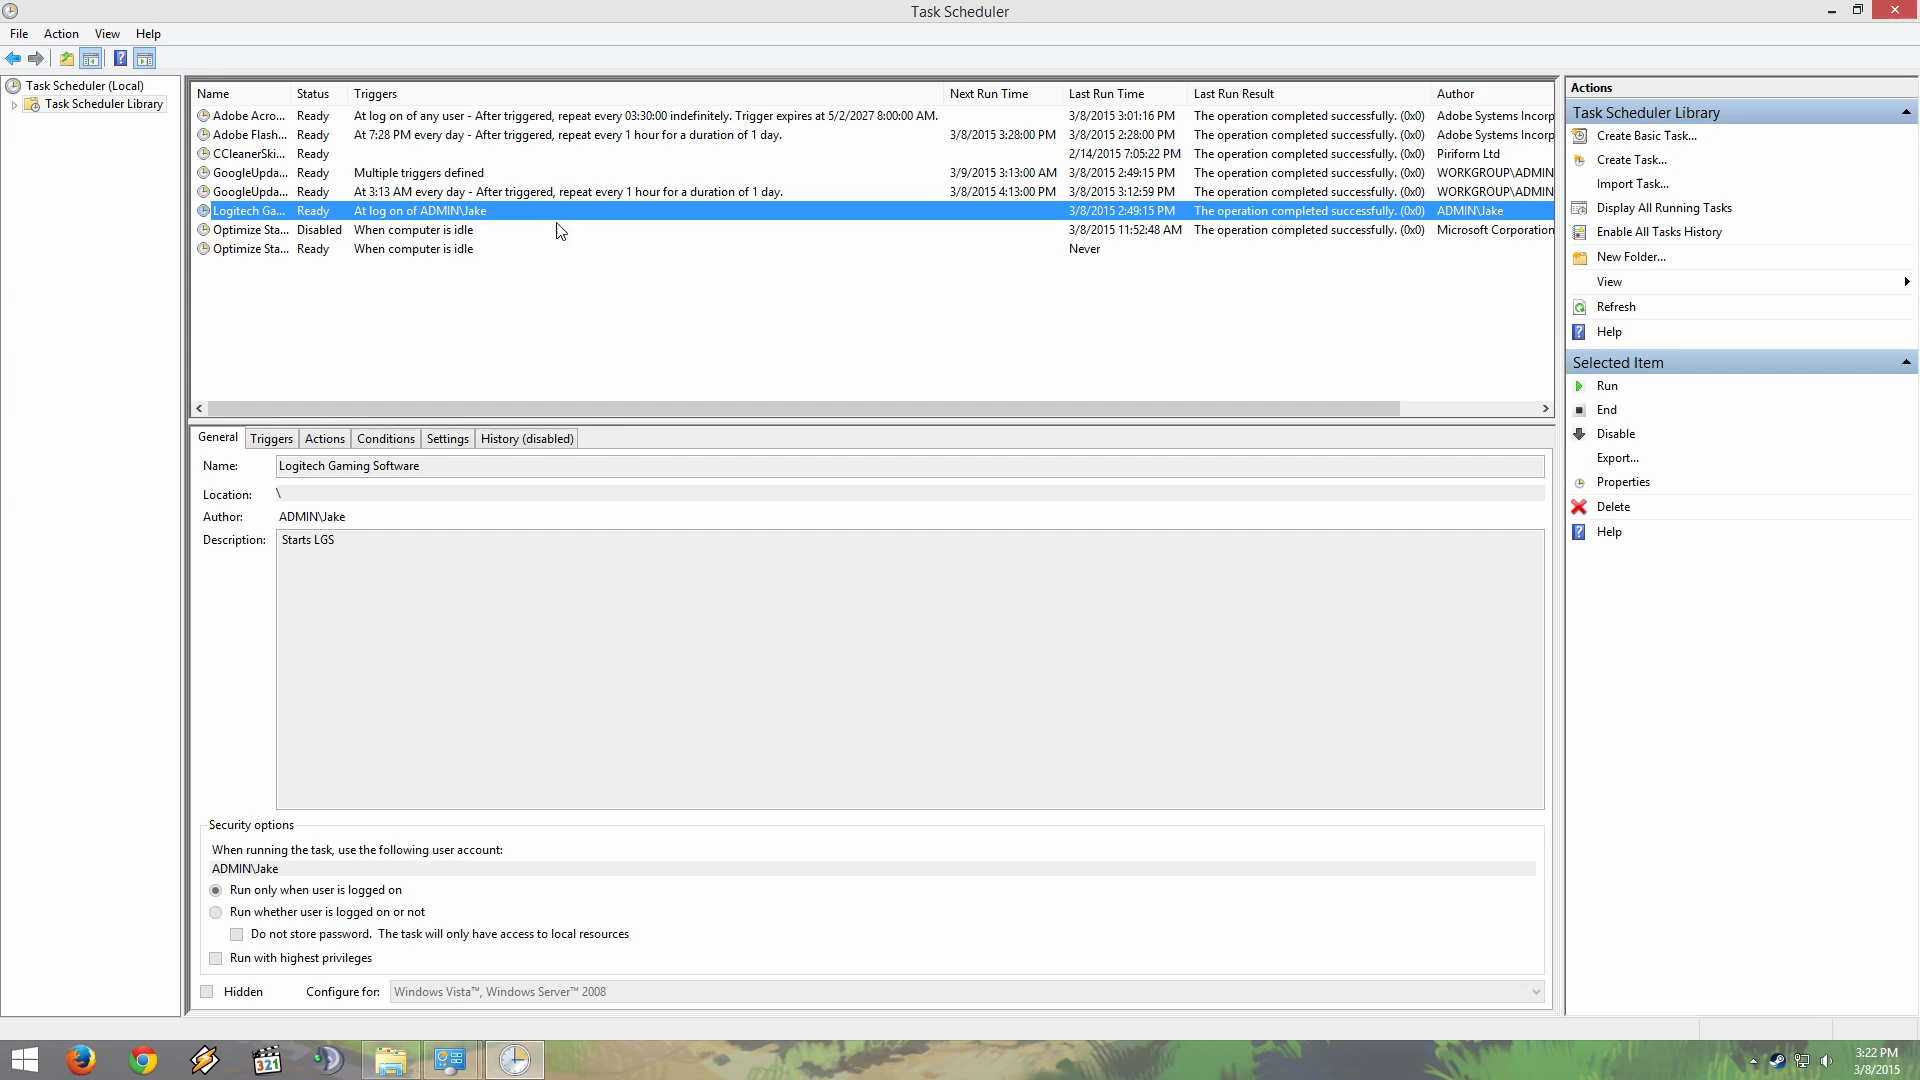 Task Scheduler
File Action View Help
Task Scheduler (Local)
Task Scheduler Library
Name Status Triggers Next Run Time Last Run Time Last Run Result Author
Adobe Acro... Ready At log on of any user - After triggered, repeat every 03:30:00 indefinitely. Trigger expires at 5/2/2027 8:00:00 AM. 3/8/2015 3:01:16 PM The operation completed successfully. (0x0) Adobe Systems Incorp
Adobe Flash... Ready At 7:28 PM every day - After triggered, repeat every 1 hour for a duration of 1 day. 3/8/2015 3:28:00 PM 3/8/2015 2:28:00 PM The operation completed successfully. (0x0) Adobe Systems Incorp
CCleanerSki... Ready 2/14/2015 7:05:22 PM The operation completed successfully. (0x0) Piriform Ltd
GoogleUpda... Ready Multiple triggers defined 3/9/2015 3:13:00 AM 3/8/2015 2:49:15 PM The operation completed successfully. (0x0) WORKGROUP\ADMIN
GoogleUpda... Ready At 3:13 AM every day - After triggered, repeat every 1 hour for a duration of 1 day. 3/8/2015 4:13:00 PM 3/8/2015 3:12:59 PM The operation completed successfully. (0x0) WORKGROUP\ADMIN
Logitech Ga... Ready At log on of ADMIN\Jake 3/8/2015 2:49:15 PM The operation completed successfully. (0x0) ADMIN\Jake
Optimize Sta... Disabled When computer is idle 3/8/2015 11:52:48 AM The operation completed successfully. (0x0) Microsoft Corporation
Optimize Sta... Ready When computer is idle Never
General Triggers Actions Conditions Settings History (disabled)
Name: Logitech Gaming Software
Location: \
Author: ADMIN\Jake
Description: Starts LGS
Security options
When running the task, use the following user account:
ADMIN\Jake
Run only when user is logged on
Run whether user is logged on or not
Do not store password. The task will only have access to local resources
Run with highest privileges
Hidden Configure for: Windows Vista™, Windows Server™ 2008
Actions
Task Scheduler Library
Create Basic Task...
Create Task...
Import Task...
Display All Running Tasks
Enable All Tasks History
New Folder...
View
Refresh
Help
Selected Item
Run
End
Disable
Export...
Properties
Delete
Help
321
3:22 PM
3/8/2015